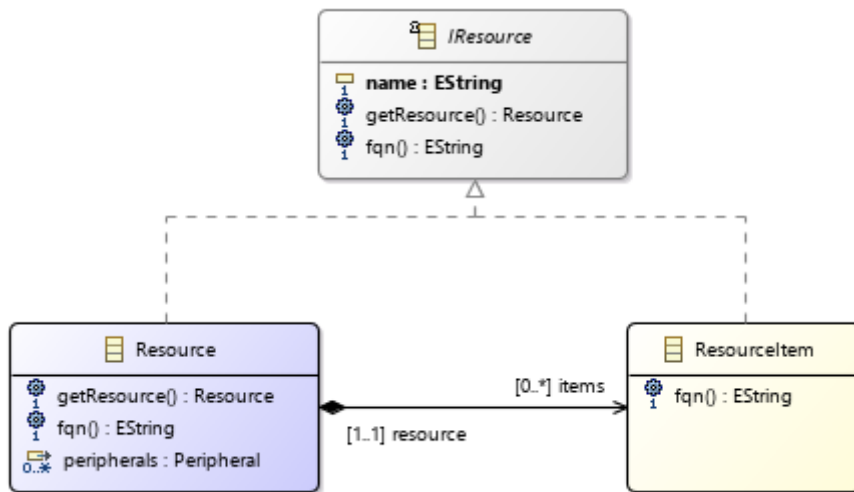 IResource
1 name : EString
1 getResource() : Resource
1 fqn() : EString
Resource
1 getResource() : Resource
1 fqn() : EString
0..* peripherals : Peripheral
[0..*] items
[1..1] resource
ResourceItem
1 fqn() : EString